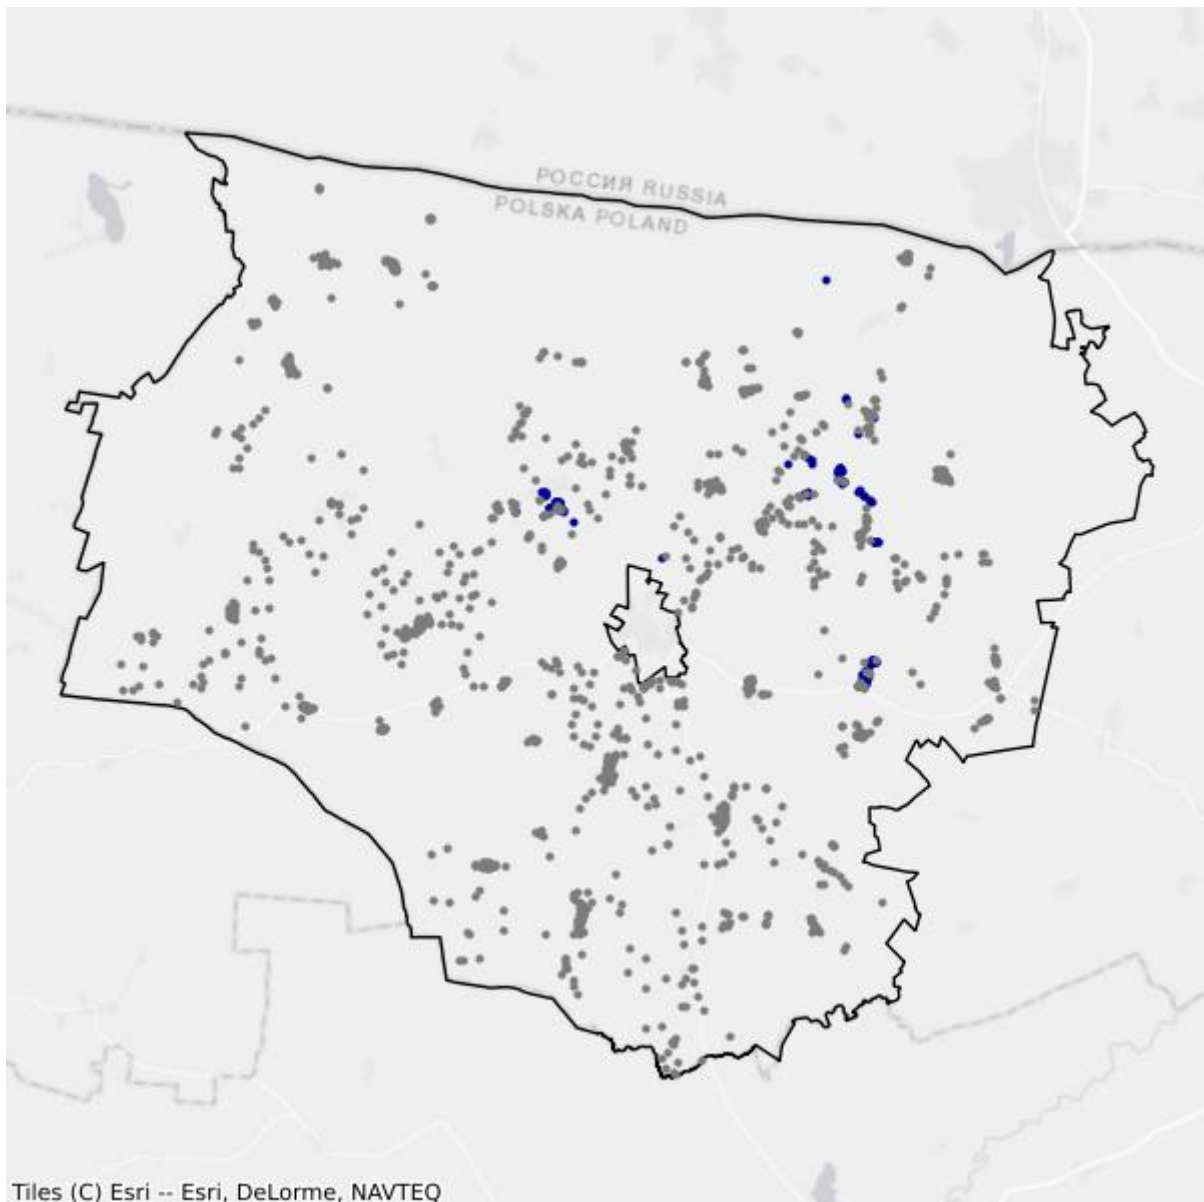 РОССИЯ RUSSIA
POLSKA POLAND
Tiles (C) Esri -- Esri, DeLorme, NAVTEQ